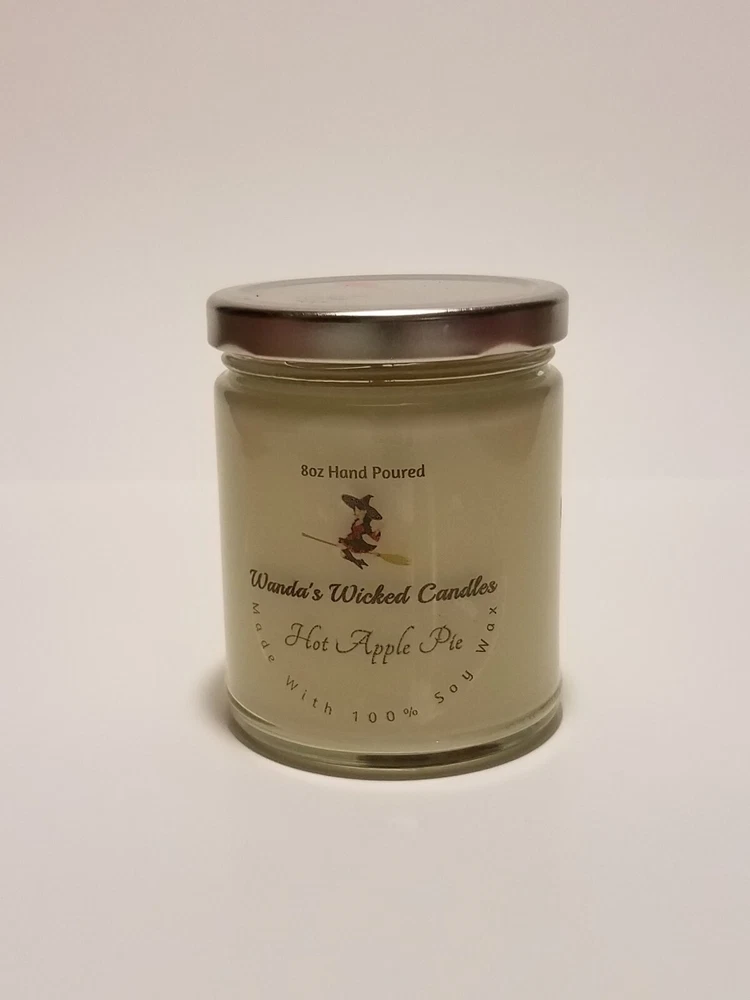 8oz Hand Poured
Wanda's Wicked Candles
Hot Apple Pie
Made With 100% Soy Wax